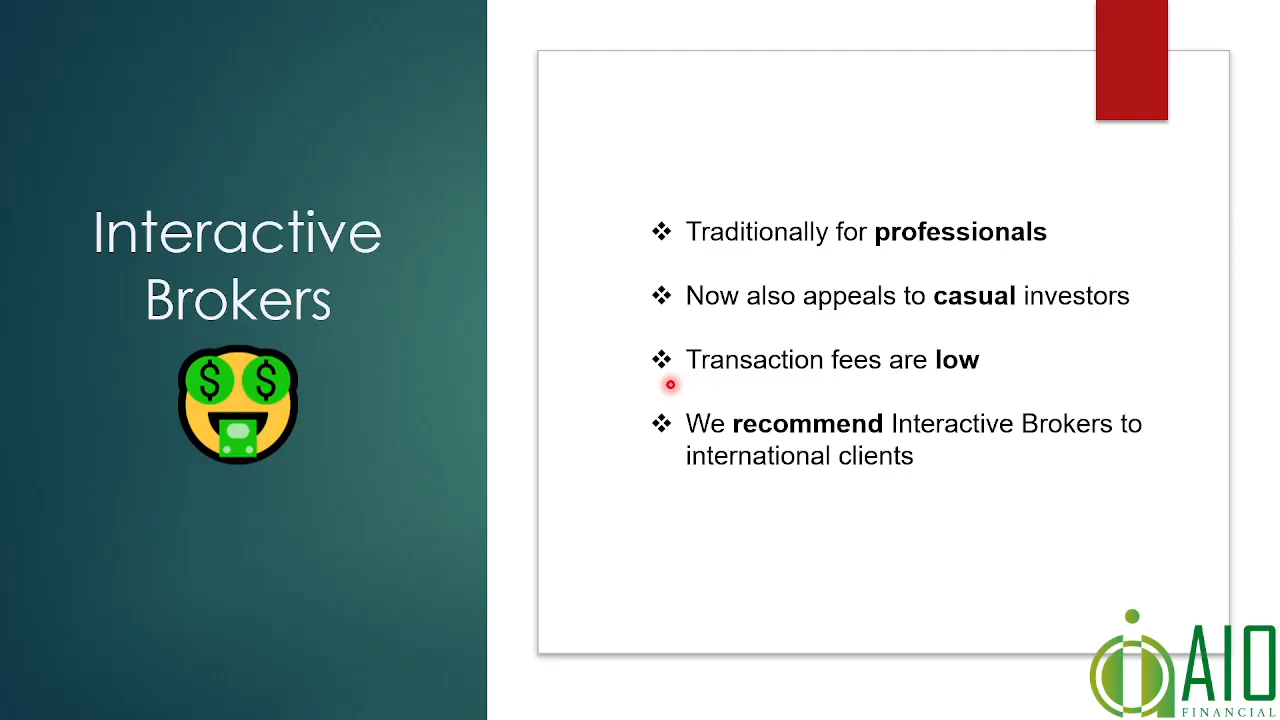 Interactive
Brokers
$ $
❖ Traditionally for professionals
❖ Now also appeals to casual investors
❖ Transaction fees are low
❖ We recommend Interactive Brokers to
international clients
AIO
FINANCIAL